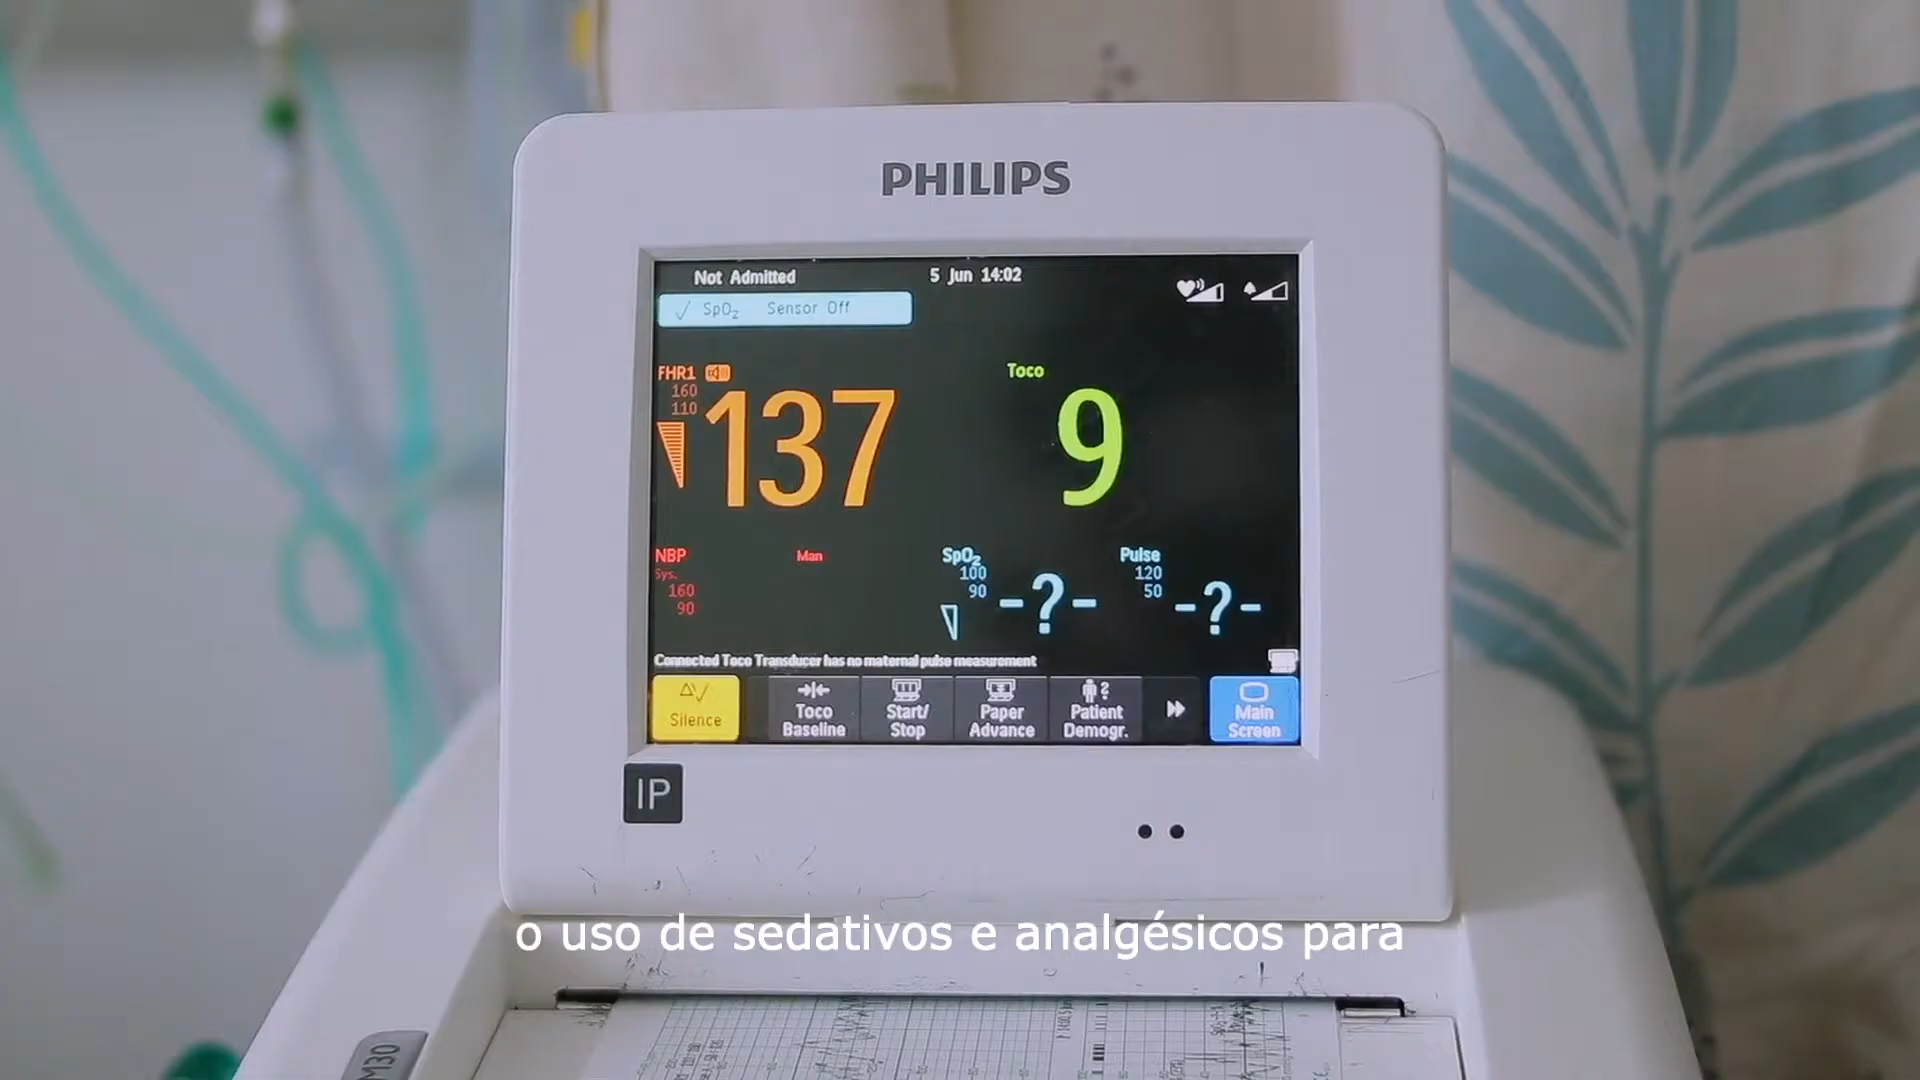 PHILIPS
Not Admitted
5 Jun 14:02
SpO2 Sensor Off
FHR1
160
110
137
Toco
9
NBP
Man
Sys.
160
90
SpO2
100
90
-?-
Pulse
120
50
-?-
Connected Toco Transducer has no maternal pulse measurement
Silence
Toco
Baseline
Start/
Stop
Paper
Advance
Patient
Demogr.
Main
Screen
IP
o uso de sedativos e analgésicos para
M30